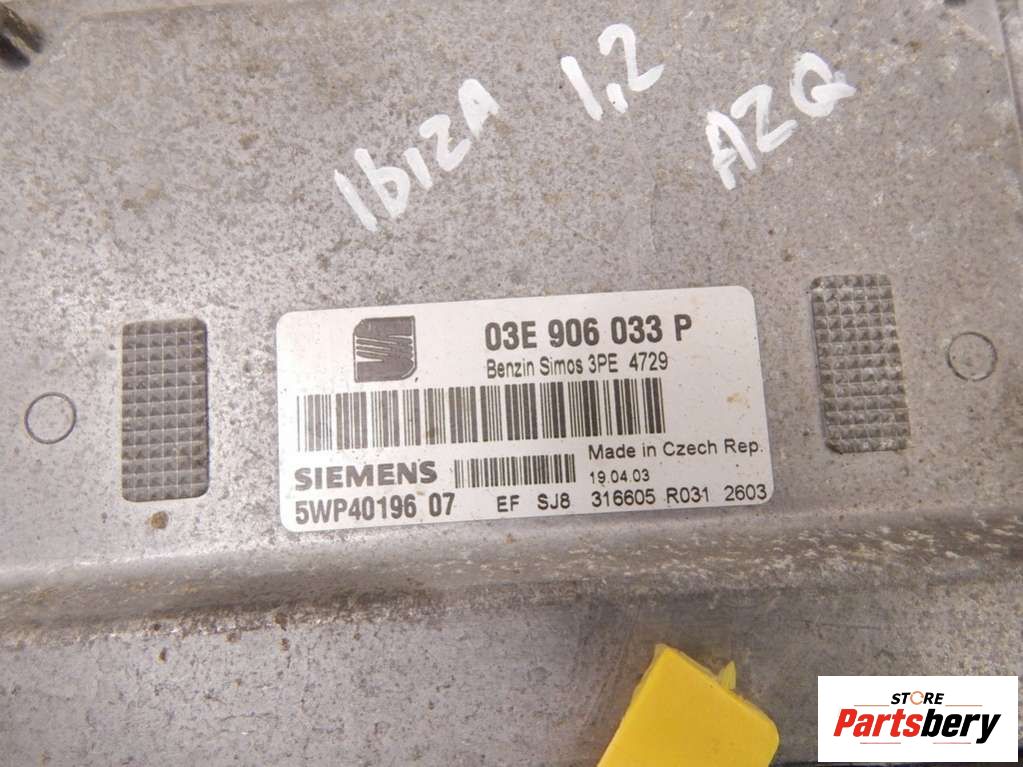 IbizA 1,2
AZQ
03E 906 033 P
Benzin Simos 3PE 4729
Made in Czech Rep.
SIEMENS
19.04.03
5WP40196 07 EF SJ8 316605 R031 2603
STORE
Partsbery